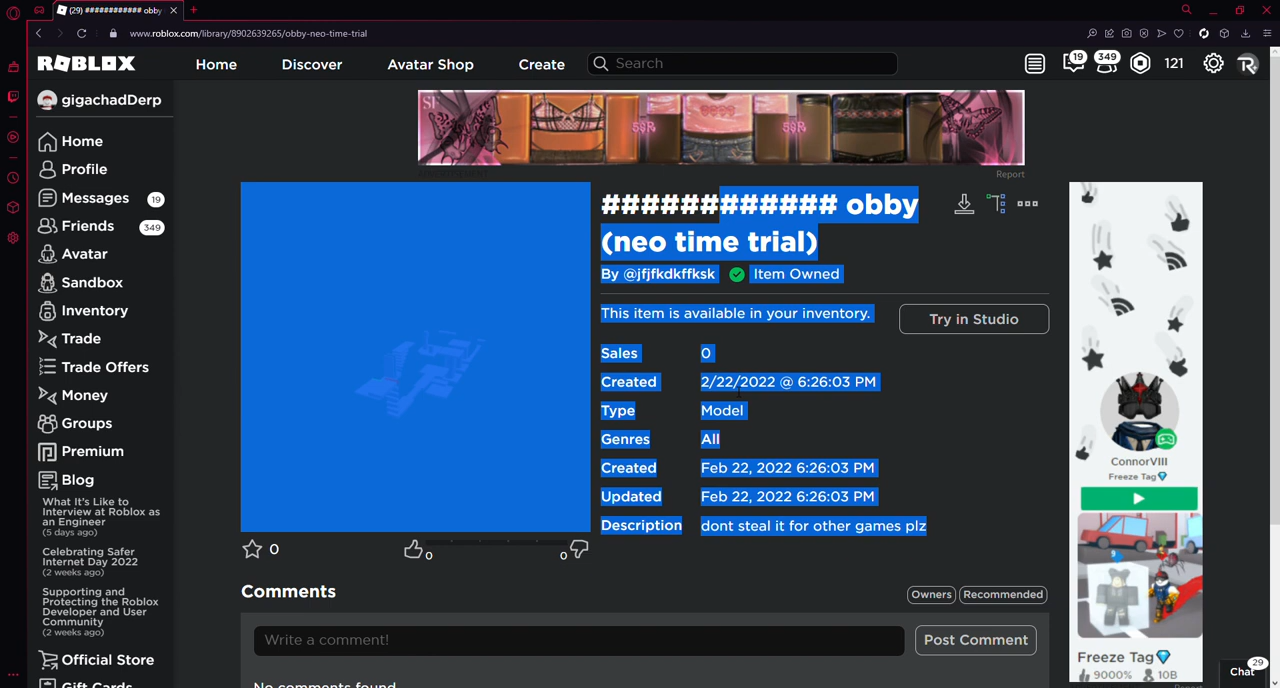 (29) ############ obby
www.roblox.com/library/8902639265/obby-neo-time-trial
ROBLOX
Home
Discover
Avatar Shop
Create
Search
19
349
121
gigachadDerp
Home
Profile
Messages
19
Friends
349
Avatar
Sandbox
Inventory
Trade
Trade Offers
Money
Groups
Premium
Blog
What It's Like to
Interview at Roblox as
an Engineer
(5 days ago)
Celebrating Safer
Internet Day 2022
(2 weeks ago)
Supporting and
Protecting the Roblox
Developer and User
Community
(2 weeks ago)
Official Store
Gift Cards
SF
ADVERTISEMENT
Report
############ obby
(neo time trial)
By @jfjfkdkffksk
Item Owned
This item is available in your inventory.
Try in Studio
Sales 0
Created 2/22/2022 @ 6:26:03 PM
Type Model
Genres All
Created Feb 22, 2022 6:26:03 PM
Updated Feb 22, 2022 6:26:03 PM
Description dont steal it for other games plz
0
0
0
Comments
Owners
Recommended
Write a comment!
Post Comment
No comments found
ConnorVIII
Freeze Tag💎
9
Freeze Tag💎
9000% 10B
Report
Chat
29